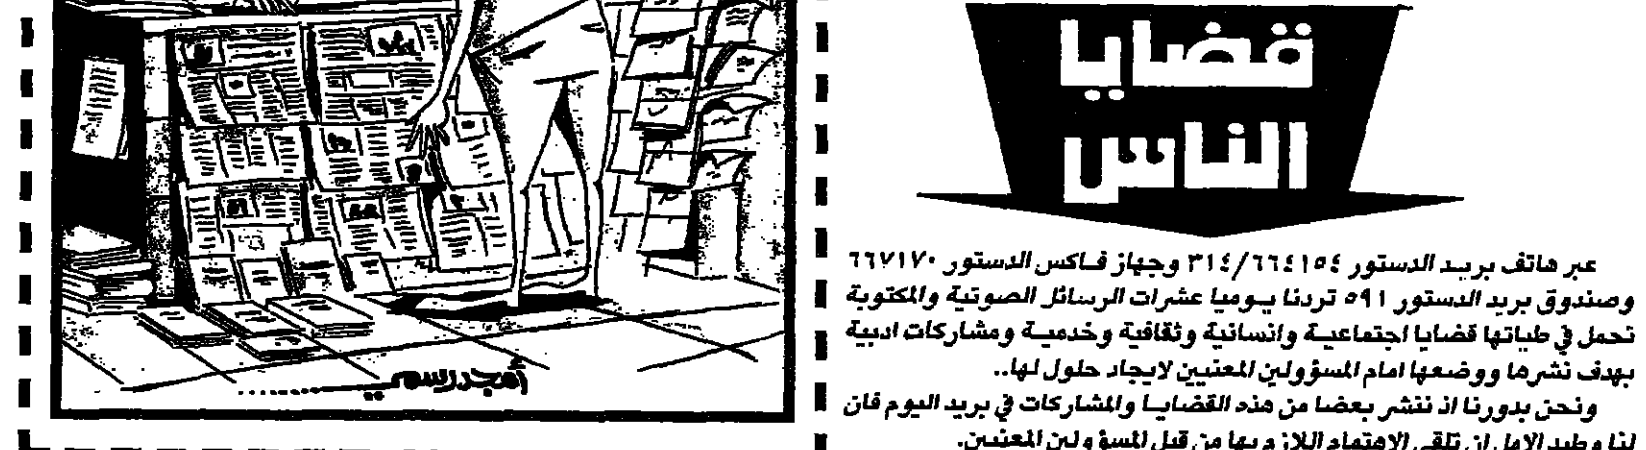 قضايا
الناس
عبر هاتف بريد الدستور ٣١٤/٦٦٤١٥٤ وجهاز فاكس الدستور ٦٦٧١٧٠
وصندوق بريد الدستور ٥٩١ تردنا يوميا عشرات الرسائل الصوتية والمكتوبة
تحمل في طياتها قضايا اجتماعية وانسانية وثقافية وخدمية ومشاركات ادبية
بهدف نشرها ووضعها امام المسؤولين المعنيين لايجاد حلول لها..
ونحن بدورنا اذ ننشر بعضا من هذه القضايا والمشاركات في بريد اليوم فان
لنا وطيد الامل ان تلقى الاهتمام اللازم بها من قبل المسؤولين المعنيين.
أمجد رسمي